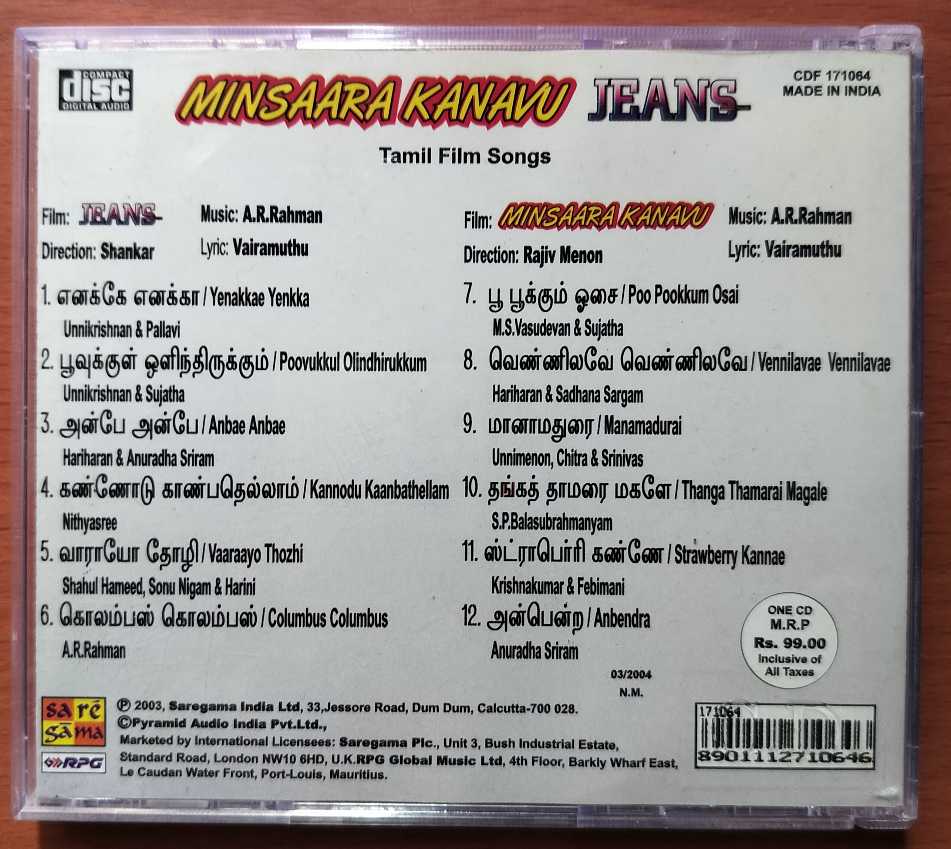 COMPACT
disc
DIGITAL AUDIO
MINSAARA KANAVU JEANS
CDF 171064
MADE IN INDIA
Tamil Film Songs
Film: JEANS Music: A.R.Rahman
Direction: Shankar Lyric: Vairamuthu
1. எனக்கே எனக்கா / Yenakkae Yenkka
Unnikrishnan & Pallavi
2. பூவுக்குள் ஒளிந்திருக்கும் / Poovukkul Olindhirukkum
Unnikrishnan & Sujatha
3. அன்பே அன்பே / Anbae Anbae
Hariharan & Anuradha Sriram
4. கண்ணோடு காண்பதெல்லாம் / Kannodu Kaanbathellam
Nithyasree
5. வாராயோ தோழி / Vaaraayo Thozhi
Shahul Hameed, Sonu Nigam & Harini
6. கொலம்பஸ் கொலம்பஸ் / Columbus Columbus
A.R.Rahman
Film: MINSAARA KANAVU Music: A.R.Rahman
Direction: Rajiv Menon Lyric: Vairamuthu
7. பூ பூக்கும் ஓசை / Poo Pookkum Osai
M.S.Vasudevan & Sujatha
8. வெண்ணிலவே வெண்ணிலவே / Vennilavae Vennilavae
Hariharan & Sadhana Sargam
9. மானாமதுரை / Manamadurai
Unnimenon, Chitra & Srinivas
10. தங்கத் தாமரை மகளே / Thanga Thamarai Magale
S.P.Balasubrahmanyam
11. ஸ்ட்ராபெர்ரி கண்ணே / Strawberry Kannae
Krishnakumar & Febimani
12. அன்பென்ற / Anbendra
Anuradha Sriram
ONE CD
M.R.P
Rs. 99.00
Inclusive of
All Taxes
03/2004
N.M.
sa re
ga ma
RPG
℗ 2003, Saregama India Ltd, 33,Jessore Road, Dum Dum, Calcutta-700 028.
©Pyramid Audio India Pvt.Ltd.,
Marketed by International Licensees: Saregama Plc., Unit 3, Bush Industrial Estate,
Standard Road, London NW10 6HD, U.K.RPG Global Music Ltd, 4th Floor, Barkly Wharf East,
Le Caudan Water Front, Port-Louis, Mauritius.
171064
8901112710646